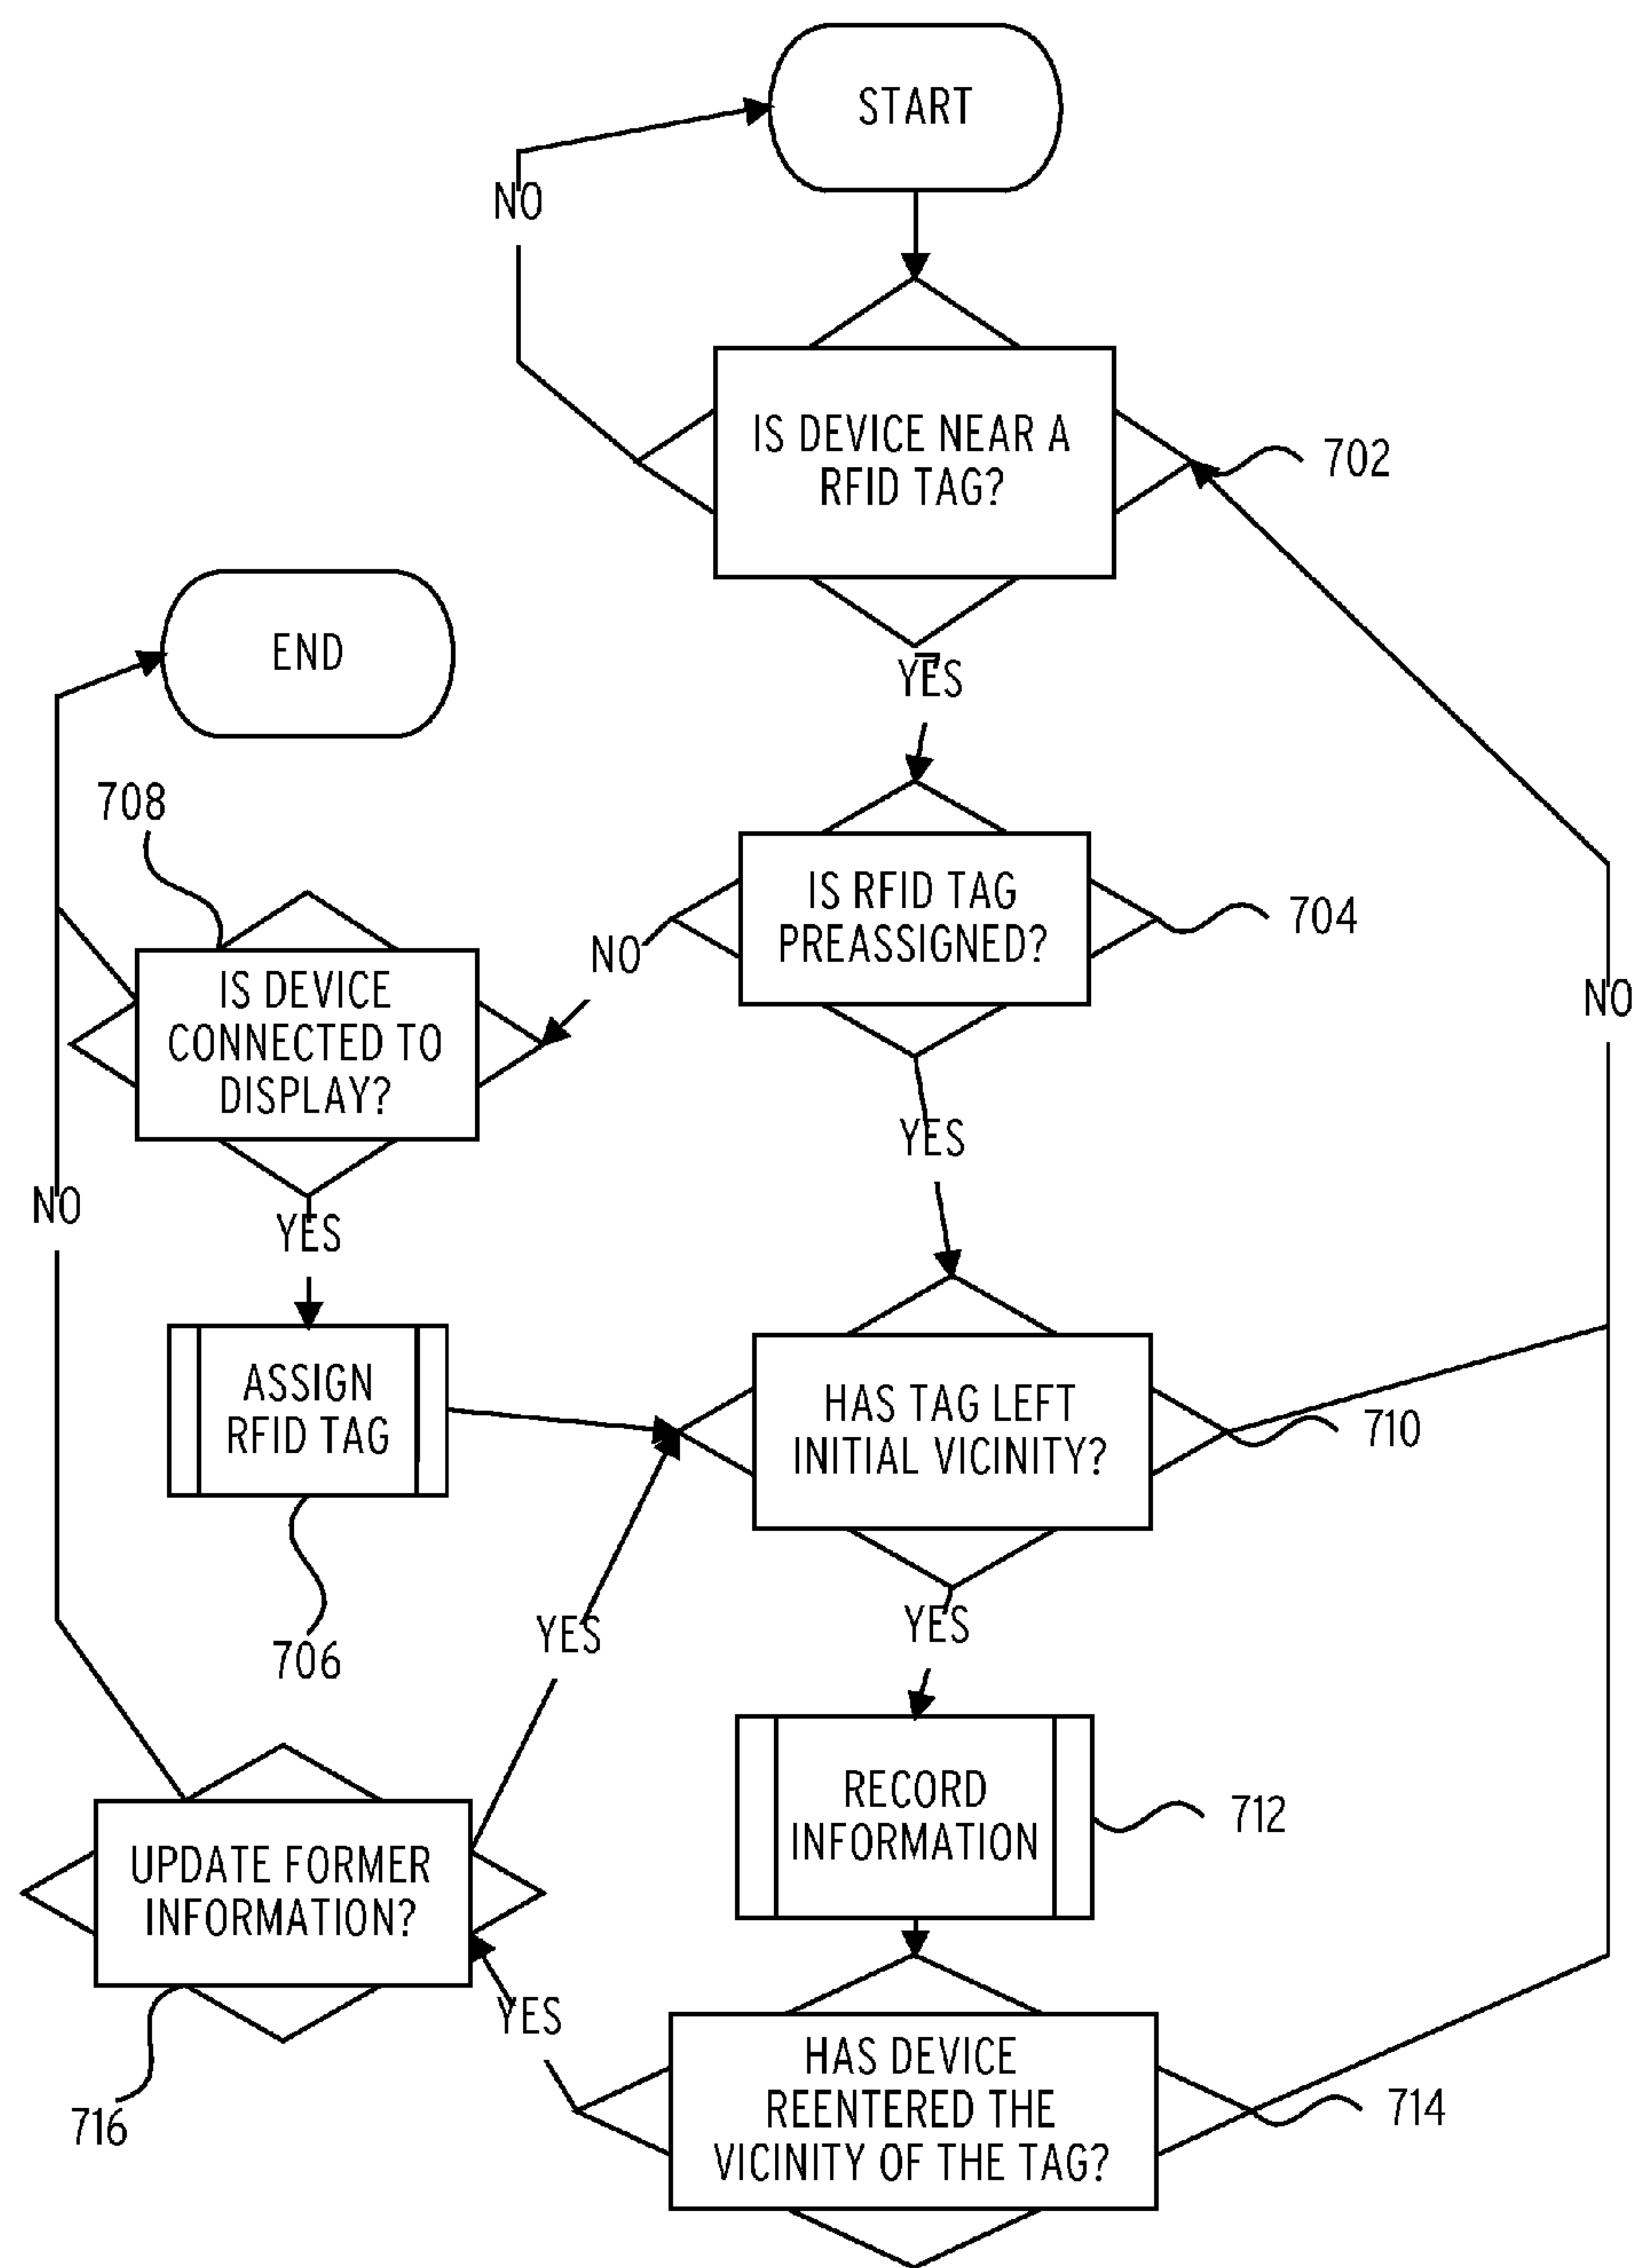 START
NO
IS DEVICE NEAR A
RFID TAG?
702
YES
END
708
IS RFID TAG
PREASSIGNED?
704
NO
IS DEVICE
CONNECTED TO
DISPLAY?
NO
YES
NO
YES
ASSIGN
RFID TAG
706
HAS TAG LEFT
INITIAL VICINITY?
710
YES
YES
RECORD
INFORMATION
712
UPDATE FORMER
INFORMATION?
716
YES
HAS DEVICE
REENTERED THE
VICINITY OF THE TAG?
714